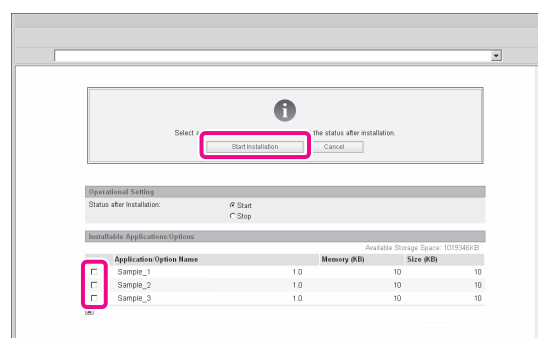 Select a the status after installation.
Start Installation Cancel
Operational Setting
Status after Installation: Start
Stop
Installable Applications/Options
Available Storage Space: 1019346KB
Application/Option Name Memory (KB) Size (KB)
Sample_1 1.0 10 10
Sample_2 1.0 10 10
Sample_3 1.0 10 10